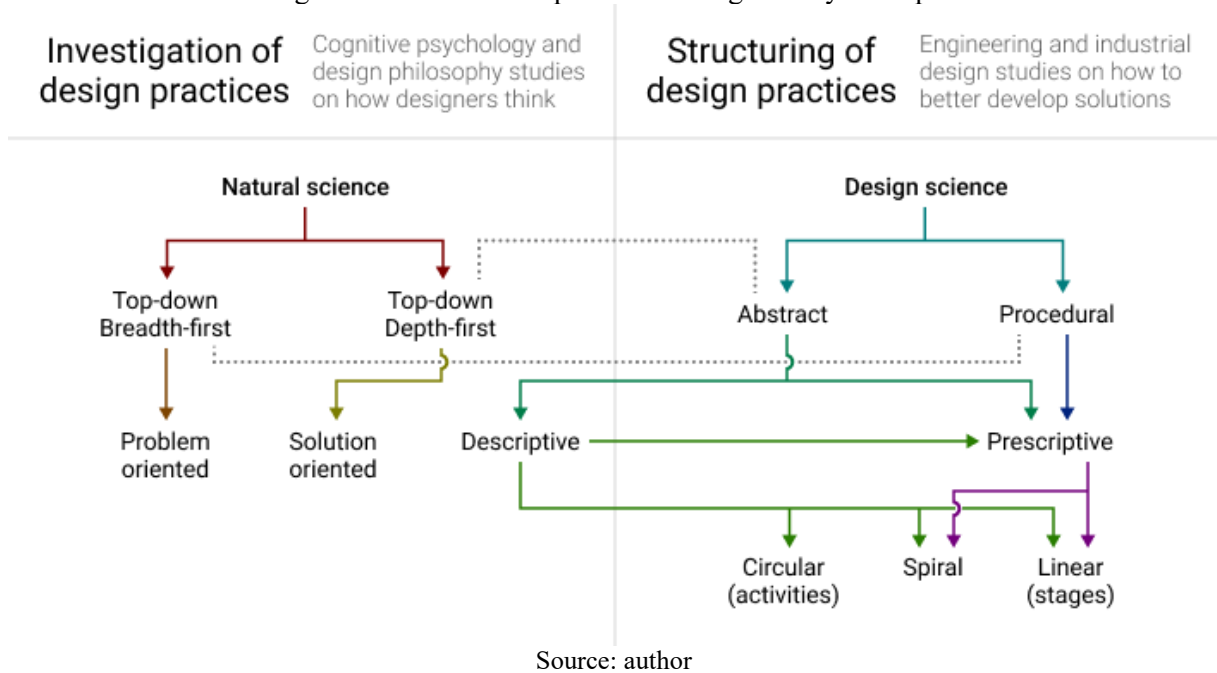 Investigation of
design practices
Cognitive psychology and
design philosophy studies
on how designers think
Structuring of
design practices
Engineering and industrial
design studies on how to
better develop solutions
Natural science
Design science
Top-down
Breadth-first
Top-down
Depth-first
Abstract
Procedural
Problem
oriented
Solution
oriented
Descriptive
Prescriptive
Circular
(activities)
Spiral
Linear
(stages)
Source: author